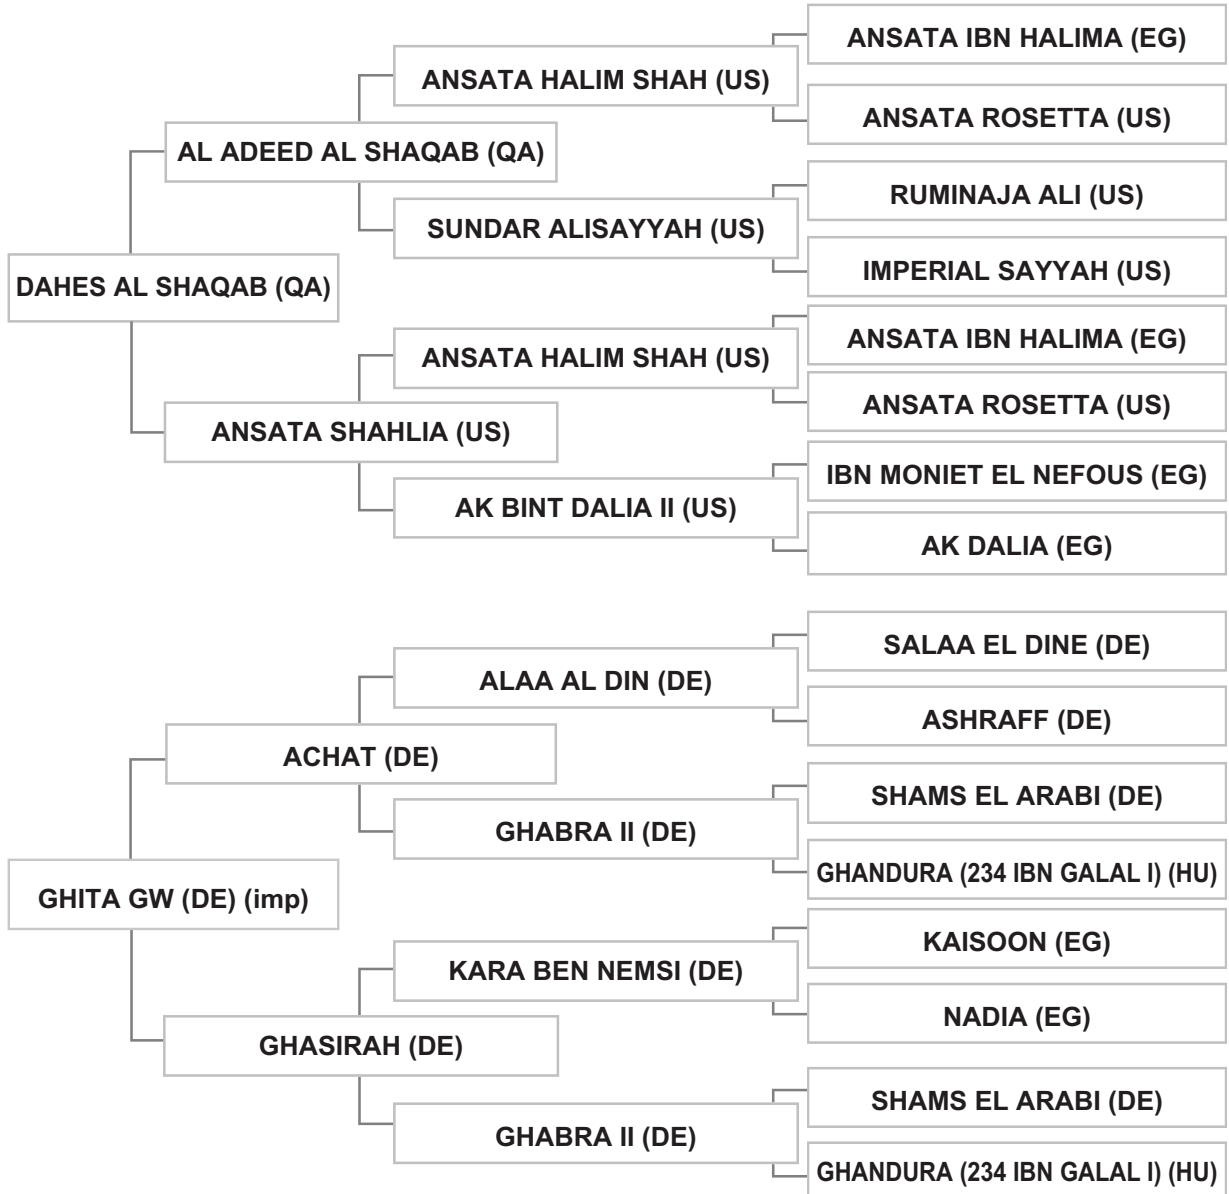 ANSATA IBN HALIMA (EG)
ANSATA HALIM SHAH (US)
ANSATA ROSETTA (US)
AL ADEED AL SHAQAB (QA)
RUMINAJA ALI (US)
SUNDAR ALISAYYAH (US)
IMPERIAL SAYYAH (US)
DAHES AL SHAQAB (QA)
ANSATA IBN HALIMA (EG)
ANSATA HALIM SHAH (US)
ANSATA ROSETTA (US)
ANSATA SHAHLIA (US)
IBN MONIET EL NEFOUS (EG)
AK BINT DALIA II (US)
AK DALIA (EG)
SALAA EL DINE (DE)
ALAA AL DIN (DE)
ASHRAFF (DE)
ACHAT (DE)
SHAMS EL ARABI (DE)
GHABRA II (DE)
GHANDURA (234 IBN GALAL I) (HU)
GHITA GW (DE) (imp)
KAISOON (EG)
KARA BEN NEMSI (DE)
NADIA (EG)
GHASIRAH (DE)
SHAMS EL ARABI (DE)
GHABRA II (DE)
GHANDURA (234 IBN GALAL I) (HU)